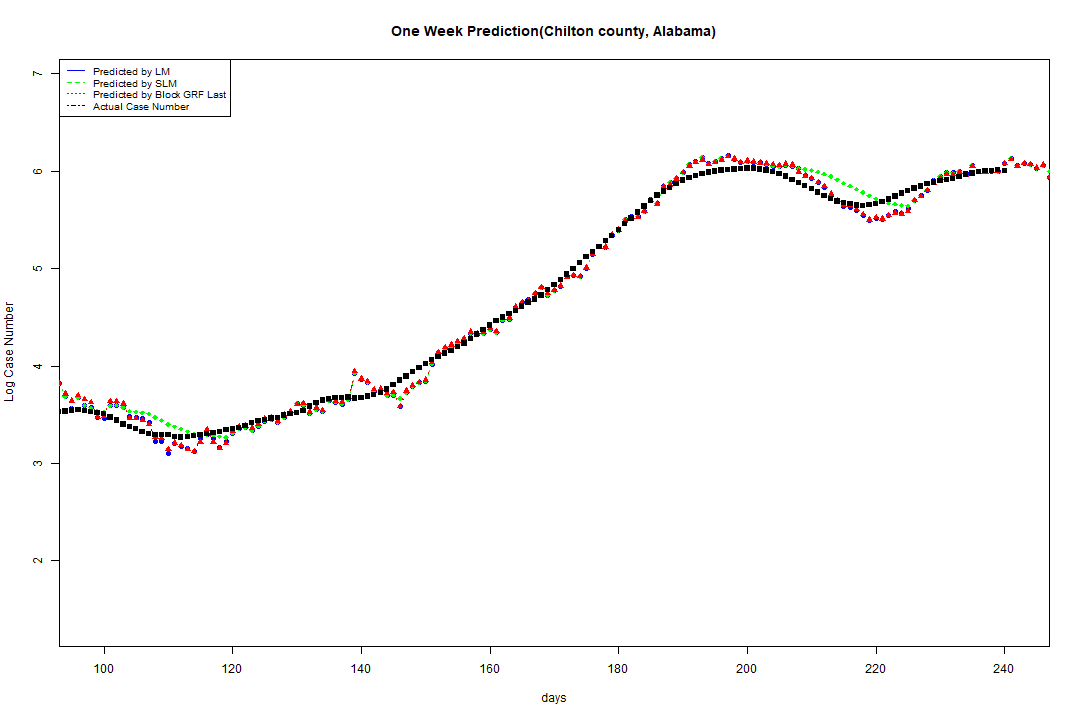 One Week Prediction(Chilton county, Alabama)
Predicted by LM
Predicted by SLM
Predicted by Block GRF Last
Actual Case Number
7
6
5
4
3
2
Log Case Number
100 120 140 160 180 200 220 240
days